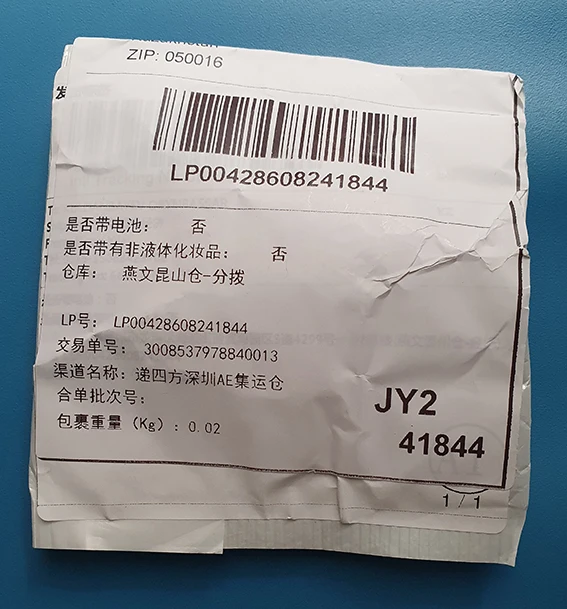 Kazakhstan
ZIP: 050016
发
LP00428608241844
是否带电池： 否
是否带有非液体化妆品： 否
仓库： 燕文昆山仓-分拨
LP号： LP00428608241844
交易单号： 3008537978840013
渠道名称： 递四方深圳AE集运仓
合单批次号：
包裹重量（Kg）: 0.02
JY2
41844
1 / 1
T
S
F
T